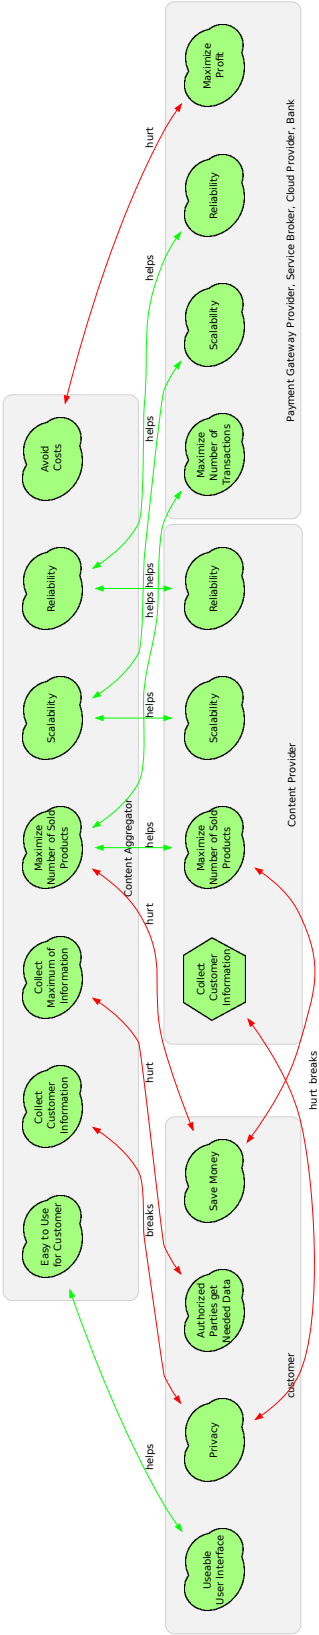 Maximize
Profit
Reliability
Scalability
Maximize
Number of
Transactions
Payment Gateway Provider, Service Broker, Cloud Provider, Bank
hurt
helps
helps
helps
helps
helps
helps
hurt
hurt
breaks
helps
Avoid
Costs
Reliability
Scalability
Maximize
Number of Sold
Products
Collect
Maximum of
Information
Collect
Customer
Information
Easy to Use
for Customer
Content Aggregator
Reliability
Scalability
Maximize
Number of Sold
Products
Collect
Customer
Information
Content Provider
hurt
breaks
Save Money
Authorized
Parties get
Needed Data
Privacy
Useable
User Interface
customer